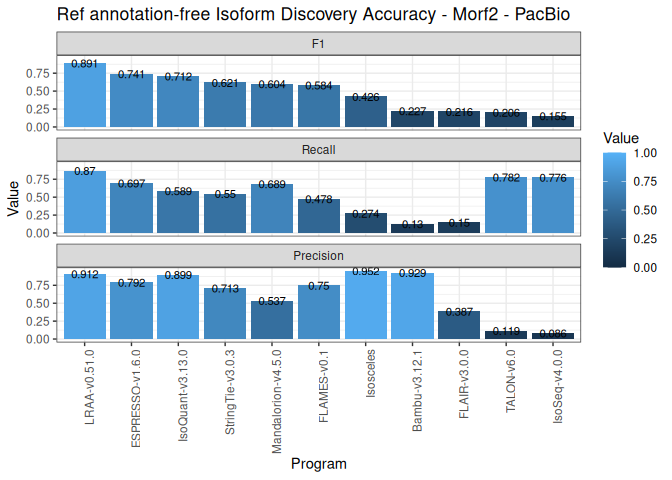 Ref annotation-free Isoform Discovery Accuracy - Morf2 - PacBio
F1
0.891 0.741 0.712 0.621 0.604 0.584 0.426 0.227 0.216 0.206 0.155
0.75
0.50
0.25
0.00
Recall
0.87 0.697 0.589 0.55 0.689 0.478 0.274 0.13 0.15 0.782 0.776
0.75
0.50
0.25
0.00
Precision
0.912 0.792 0.899 0.713 0.537 0.75 0.952 0.929 0.387 0.119 0.086
0.75
0.50
0.25
0.00
Value
LRAA-v0.51.0
ESPRESSO-v1.6.0
IsoQuant-v3.13.0
StringTie-v3.0.3
Mandalorion-v4.5.0
FLAMES-v0.1
Isosceles
Bambu-v3.12.1
FLAIR-v3.0.0
TALON-v6.0
IsoSeq-v4.0.0
Program
Value
1.00
0.75
0.50
0.25
0.00